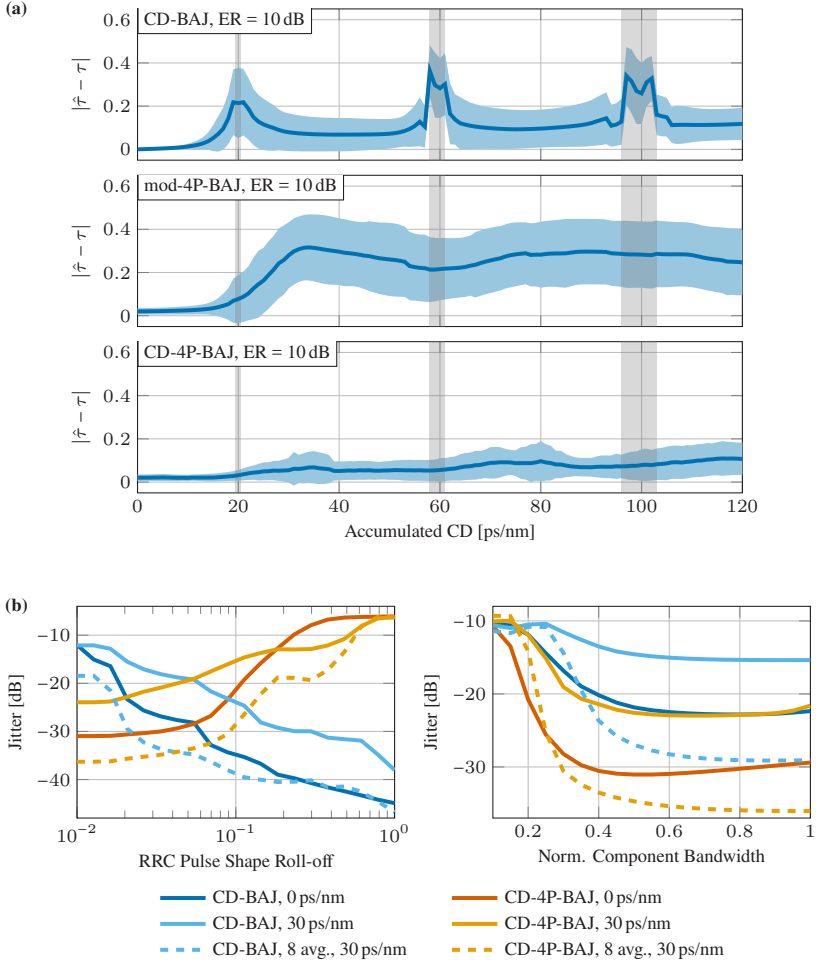 (a)
CD-BAJ, ER = 10 dB
0.6
0.4
0.2
0
|τ̂ − τ|
mod-4P-BAJ, ER = 10 dB
0.6
0.4
0.2
0
|τ̂ − τ|
CD-4P-BAJ, ER = 10 dB
0.6
0.4
0.2
0
|τ̂ − τ|
0 20 40 60 80 100 120
Accumulated CD [ps/nm]
(b)
−10
−20
−30
−40
Jitter [dB]
10⁻² 10⁻¹ 10⁰
RRC Pulse Shape Roll-off
−10
−20
−30
Jitter [dB]
0.2 0.4 0.6 0.8 1
Norm. Component Bandwidth
CD-BAJ, 0 ps/nm
CD-BAJ, 30 ps/nm
CD-BAJ, 8 avg., 30 ps/nm
CD-4P-BAJ, 0 ps/nm
CD-4P-BAJ, 30 ps/nm
CD-4P-BAJ, 8 avg., 30 ps/nm